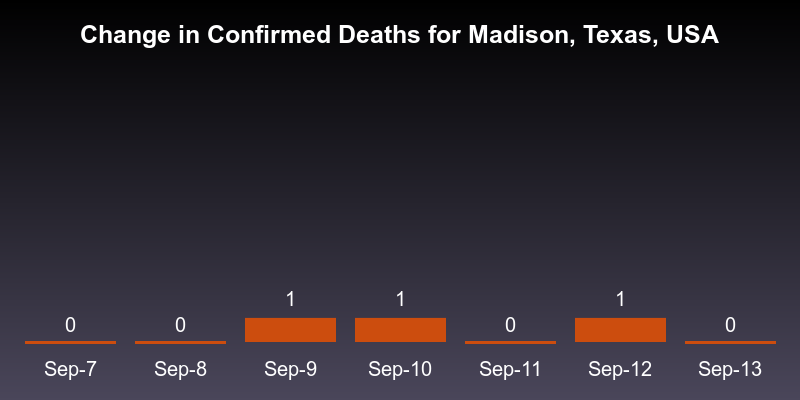 Change in Confirmed Deaths for Madison, Texas, USA
0 0 1 1 0 1 0
Sep-7 Sep-8 Sep-9 Sep-10 Sep-11 Sep-12 Sep-13